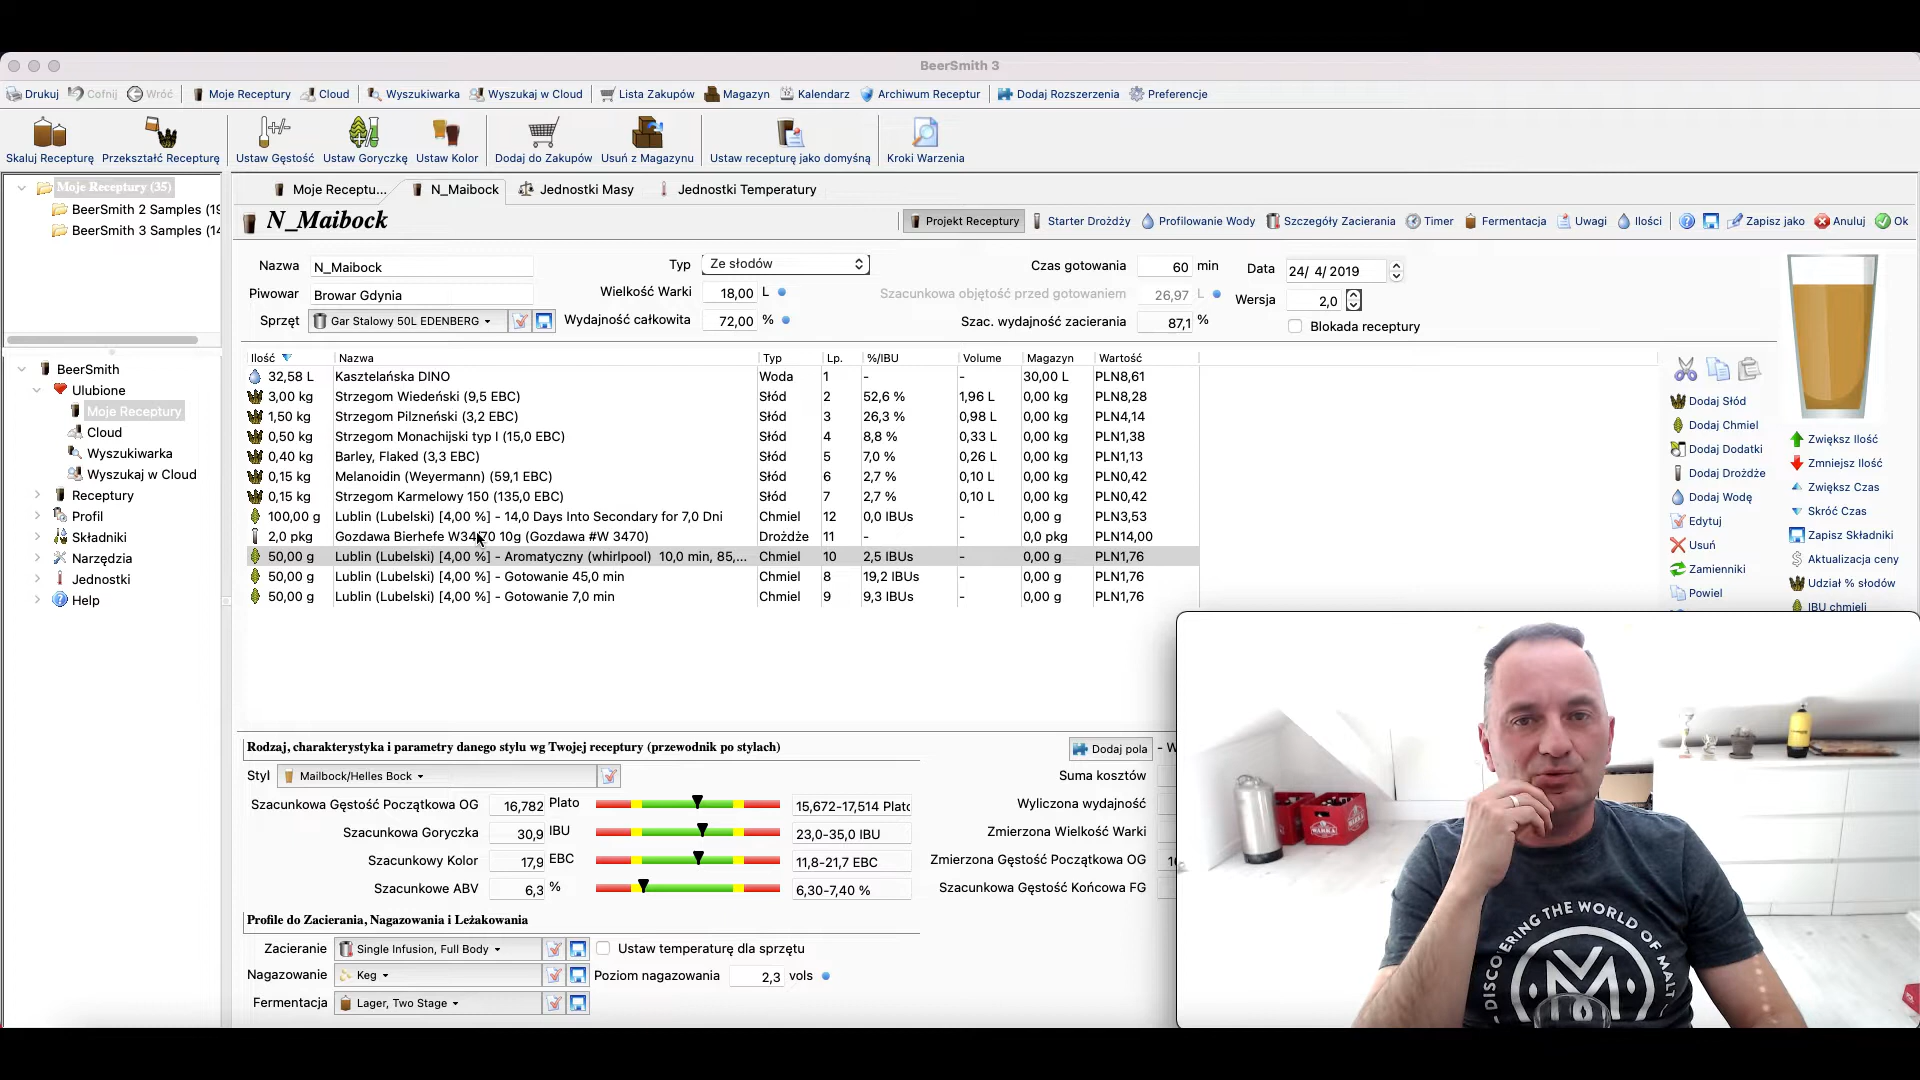 BeerSmith 3
Drukuj Cofnij Wróć Moje Receptury Cloud Wyszukiwarka Wyszukaj w Cloud Lista Zakupów Magazyn Kalendarz Archiwum Receptur Dodaj Rozszerzenia Preferencje
Skaluj Recepturę Przekształć Recepturę Ustaw Gęstość Ustaw Goryczkę Ustaw Kolor Dodaj do Zakupów Usuń z Magazynu Ustaw recepturę jako domyślną Kroki Warzenia
Moje Receptury (35)
BeerSmith 2 Samples (19
BeerSmith 3 Samples (14
BeerSmith
Ulubione
Moje Receptury
Cloud
Wyszukiwarka
Wyszukaj w Cloud
Receptury
Profil
Składniki
Narzędzia
Jednostki
Help
Moje Receptu... N_Maibock Jednostki Masy Jednostki Temperatury
N_Maibock Projekt Receptury Starter Drożdży Profilowanie Wody Szczegóły Zacierania Timer Fermentacja Uwagi Ilości Zapisz jako Anuluj Ok
Nazwa N_Maibock Typ Ze słodów Czas gotowania 60 min Data 24/ 4/2019
Piwowar Browar Gdynia Wielkość Warki 18,00 L Szacunkowa objętość przed gotowaniem 26,97 L Wersja 2,0
Sprzęt Gar Stalowy 50L EDENBERG Wydajność całkowita 72,00 % Szac. wydajność zacierania 87,1 % Blokada receptury
Ilość Nazwa Typ Lp. %/IBU Volume Magazyn Wartość
32,58 L Kasztelańska DINO Woda 1 - - 30,00 L PLN8,61
3,00 kg Strzegom Wiedeński (9,5 EBC) Słód 2 52,6 % 1,96 L 0,00 kg PLN8,28
1,50 kg Strzegom Pilzneński (3,2 EBC) Słód 3 26,3 % 0,98 L 0,00 kg PLN4,14
0,50 kg Strzegom Monachijski typ I (15,0 EBC) Słód 4 8,8 % 0,33 L 0,00 kg PLN1,38
0,40 kg Barley, Flaked (3,3 EBC) Słód 5 7,0 % 0,26 L 0,00 kg PLN1,13
0,15 kg Melanoidin (Weyermann) (59,1 EBC) Słód 6 2,7 % 0,10 L 0,00 kg PLN0,42
0,15 kg Strzegom Karmelowy 150 (135,0 EBC) Słód 7 2,7 % 0,10 L 0,00 kg PLN0,42
100,00 g Lublin (Lubelski) [4,00 %] - 14,0 Days Into Secondary for 7,0 Dni Chmiel 12 0,0 IBUs - 0,00 g PLN3,53
2,0 pkg Gozdawa Bierhefe W3470 10g (Gozdawa #W 3470) Drożdże 11 - - 0,0 pkg PLN14,00
50,00 g Lublin (Lubelski) [4,00 %] - Aromatyczny (whirlpool) 10,0 min, 85,... Chmiel 10 2,5 IBUs - 0,00 g PLN1,76
50,00 g Lublin (Lubelski) [4,00 %] - Gotowanie 45,0 min Chmiel 8 19,2 IBUs - 0,00 g PLN1,76
50,00 g Lublin (Lubelski) [4,00 %] - Gotowanie 7,0 min Chmiel 9 9,3 IBUs - 0,00 g PLN1,76
Dodaj Słód
Dodaj Chmiel
Dodaj Dodatki
Dodaj Drożdże
Dodaj Wodę
Edytuj
Usuń
Zamienniki
Powiel
Zwiększ Ilość
Zmniejsz Ilość
Zwiększ Czas
Skróć Czas
Zapisz Składniki
Aktualizacja ceny
Udział % słodów
IBU chmieli
Rodzaj, charakterystyka i parametry danego stylu wg Twojej receptury (przewodnik po stylach)
Styl Mailbock/Helles Bock
Szacunkowa Gęstość Początkowa OG 16,782 Plato 15,672-17,514 Plato
Szacunkowa Goryczka 30,9 IBU 23,0-35,0 IBU
Szacunkowy Kolor 17,9 EBC 11,8-21,7 EBC
Szacunkowe ABV 6,3 % 6,30-7,40 %
Dodaj pola - W
Suma kosztów
Wyliczona wydajność
Zmierzona Wielkość Warki
Zmierzona Gęstość Początkowa OG
Szacunkowa Gęstość Końcowa FG
Profile do Zacierania, Nagazowania i Leżakowania
Zacieranie Single Infusion, Full Body Ustaw temperaturę dla sprzętu
Nagazowanie Keg Poziom nagazowania 2,3 vols
Fermentacja Lager, Two Stage
WARKA
DISCOVERING THE WORLD OF MALT
M